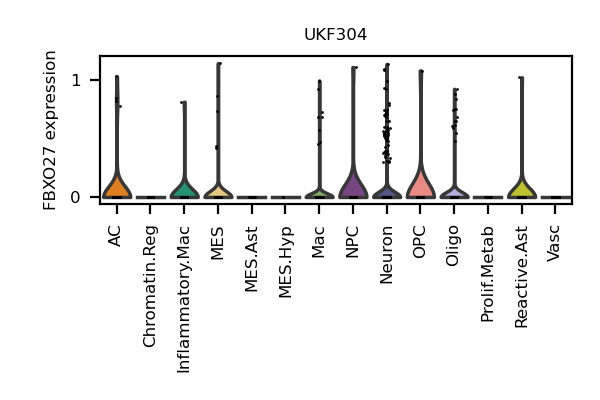 UKF304
FBXO27 expression
1
0
AC
Chromatin.Reg
Inflammatory.Mac
MES
MES.Ast
MES.Hyp
Mac
NPC
Neuron
OPC
Oligo
Prolif.Metab
Reactive.Ast
Vasc